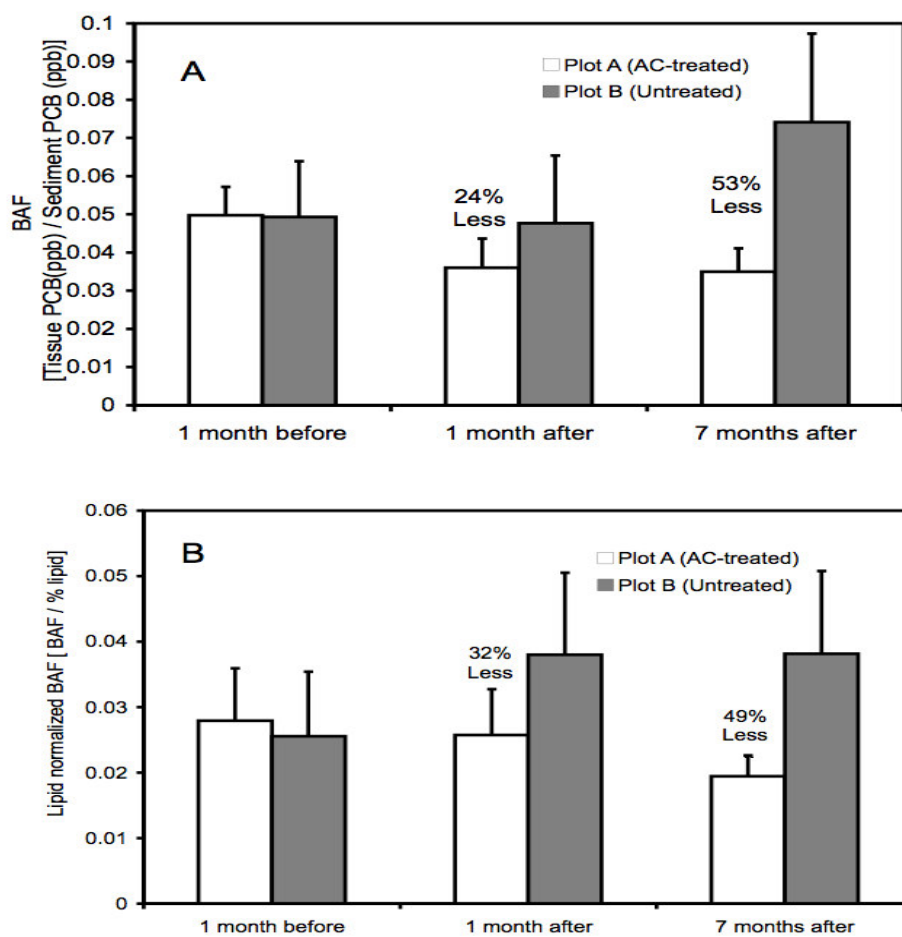 0.1
0.09
0.08
0.07
0.06
0.05
0.04
0.03
0.02
0.01
0
BAF
[Tissue PCB(ppb) / Sediment PCB (ppb)]
A
Plot A (AC-treated)
Plot B (Untreated)
24%
Less
53%
Less
1 month before
1 month after
7 months after
0.06
0.05
0.04
0.03
0.02
0.01
0
Lipid normalized BAF [ BAF / % lipid]
B
Plot A (AC-treated)
Plot B (Untreated)
32%
Less
49%
Less
1 month before
1 month after
7 months after